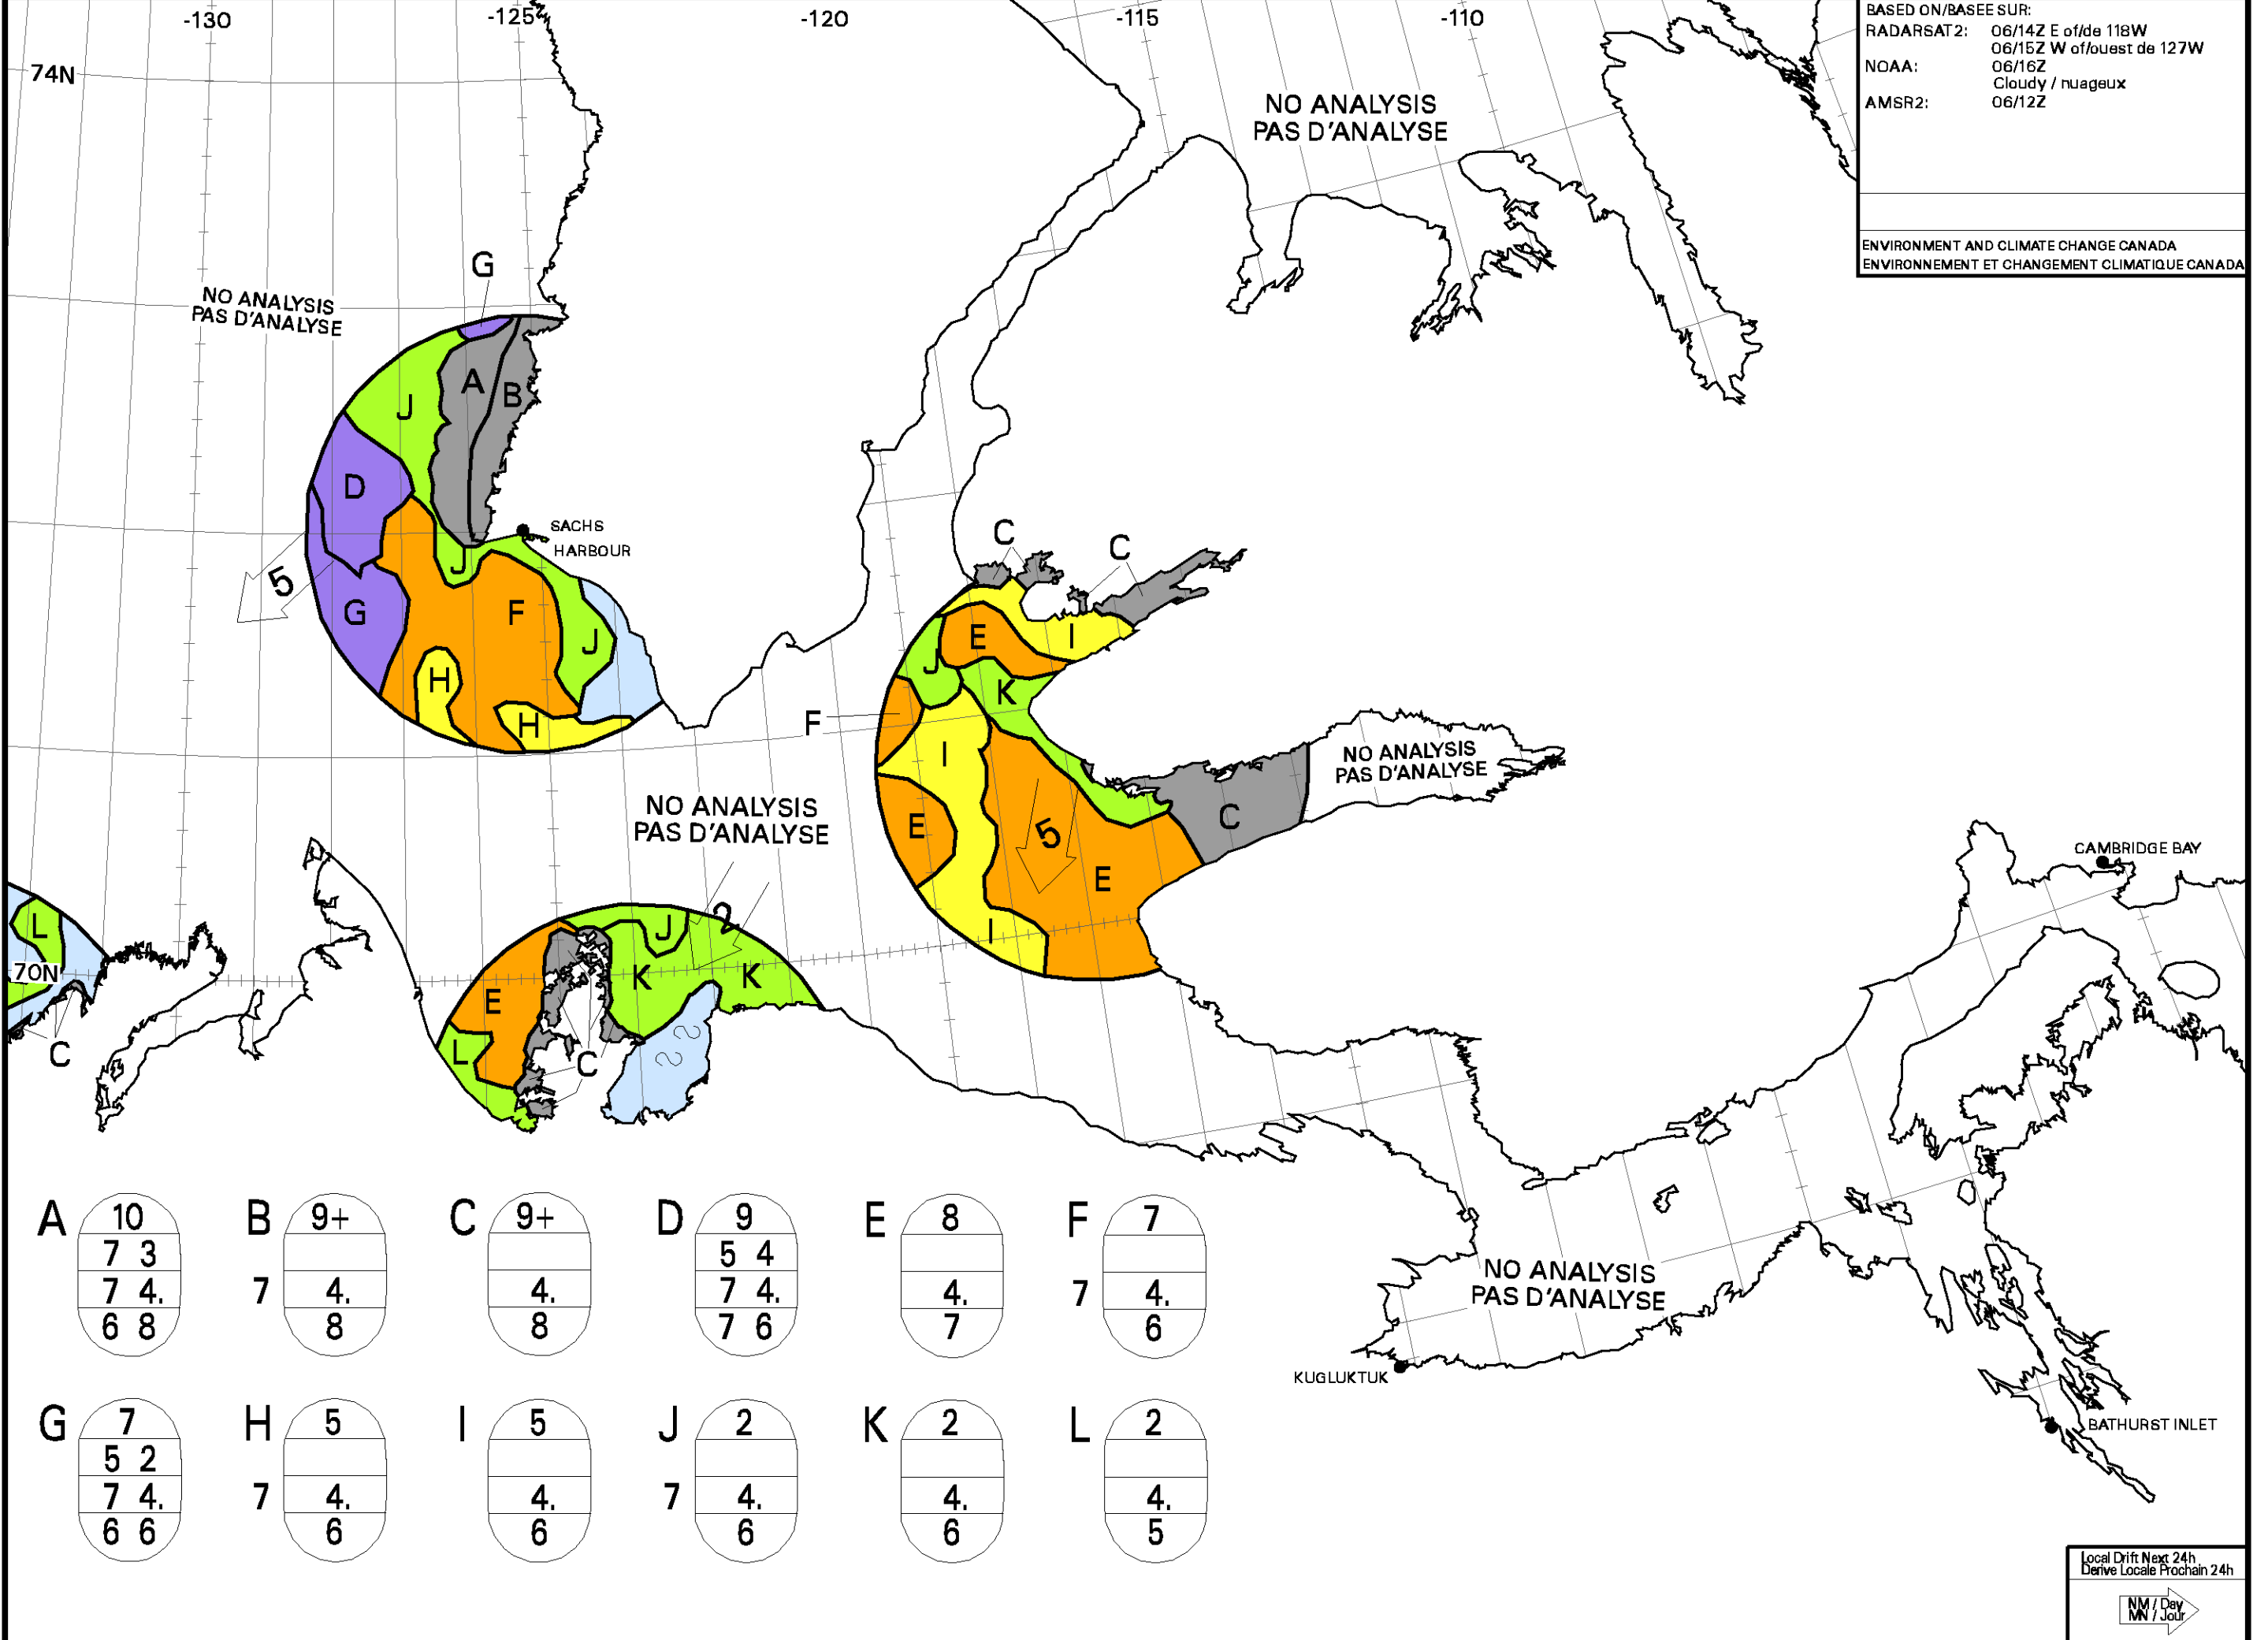 -130
-125
-120
-115
-110
BASED ON/BASEE SUR:
RADARSAT2: 06/14Z E of/de 118W
06/15Z W of/ouest de 127W
NOAA: 06/16Z
Cloudy / nuageux
AMSR2: 06/12Z
ENVIRONMENT AND CLIMATE CHANGE CANADA
ENVIRONNEMENT ET CHANGEMENT CLIMATIQUE CANADA
74N
NO ANALYSIS
PAS D'ANALYSE
G
NO ANALYSIS
PAS D'ANALYSE
A
B
J
D
SACHS
HARBOUR
C
C
J
5
G
F
J
E
I
J
H
K
H
F
I
NO ANALYSIS
PAS D'ANALYSE
NO ANALYSIS
PAS D'ANALYSE
E
5
C
E
CAMBRIDGE BAY
L
J
2
I
70N
K
K
E
L
C
C
A 10
7 3
7 4.
6 8
B 9+
7 4.
8
C 9+
4.
8
D 9
5 4
7 4.
7 6
E 8
4.
7
F 7
7 4.
6
NO ANALYSIS
PAS D'ANALYSE
KUGLUKTUK
BATHURST INLET
G 7
5 2
7 4.
6 6
H 5
7 4.
6
I 5
4.
6
J 2
7 4.
6
K 2
4.
6
L 2
4.
5
Local Drift Next 24h
Derive Locale Prochain 24h
NM / Day
MN / Jour